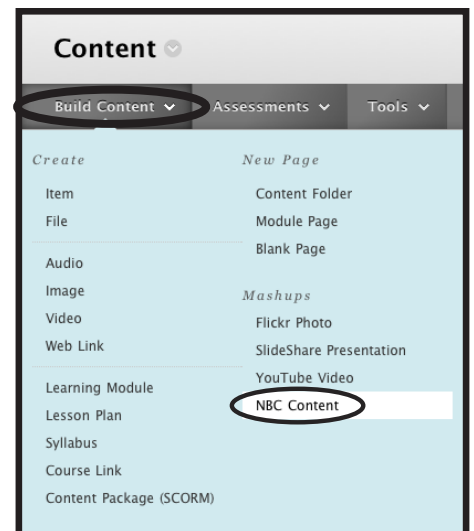 Content
Build Content Assessments Tools
Create
Item
File
Audio
Image
Video
Web Link
Learning Module
Lesson Plan
Syllabus
Course Link
Content Package (SCORM)
New Page
Content Folder
Module Page
Blank Page
Mashups
Flickr Photo
SlideShare Presentation
YouTube Video
NBC Content